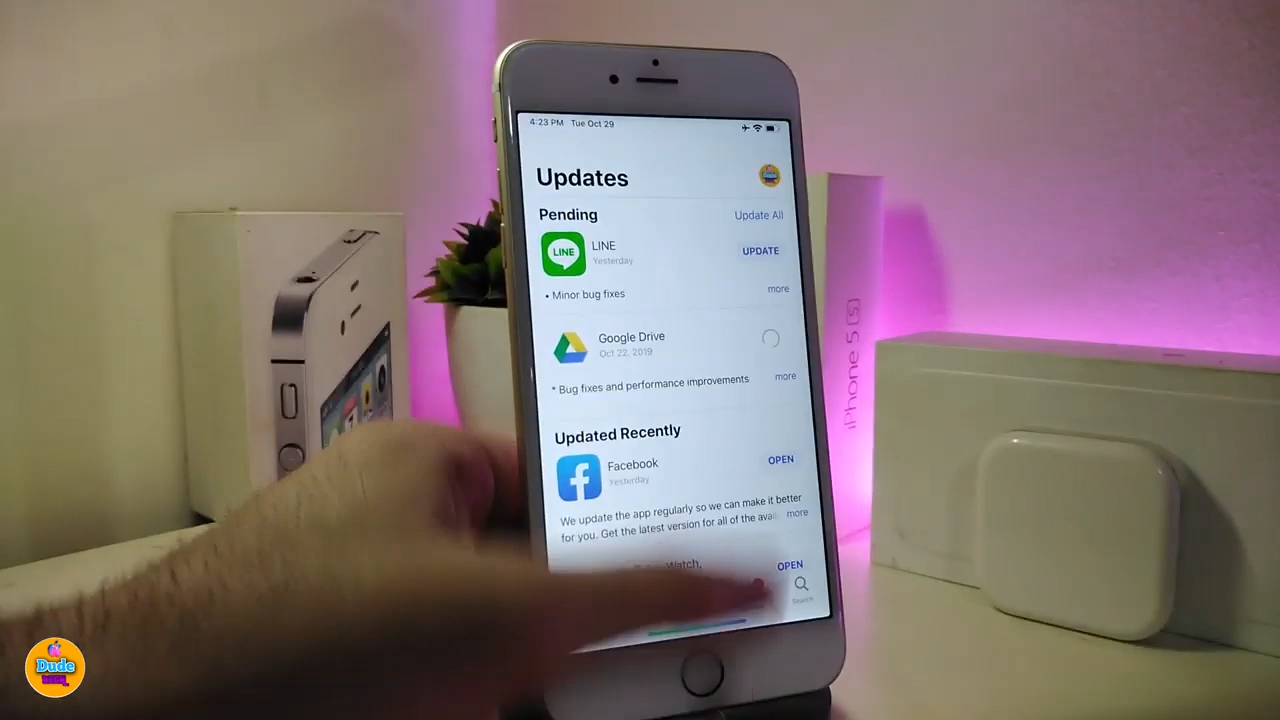 4:23 PM Tue Oct 29
Updates
Pending
Update All
LINE
LINE
Yesterday
UPDATE
• Minor bug fixes
more
Google Drive
Oct 22, 2019
* Bug fixes and performance improvements
more
Updated Recently
Facebook
Yesterday
OPEN
We update the app regularly so we can make it better
for you. Get the latest version for all of the avai
more
Watch,
OPEN
Search
iPhone 5 S
Dude